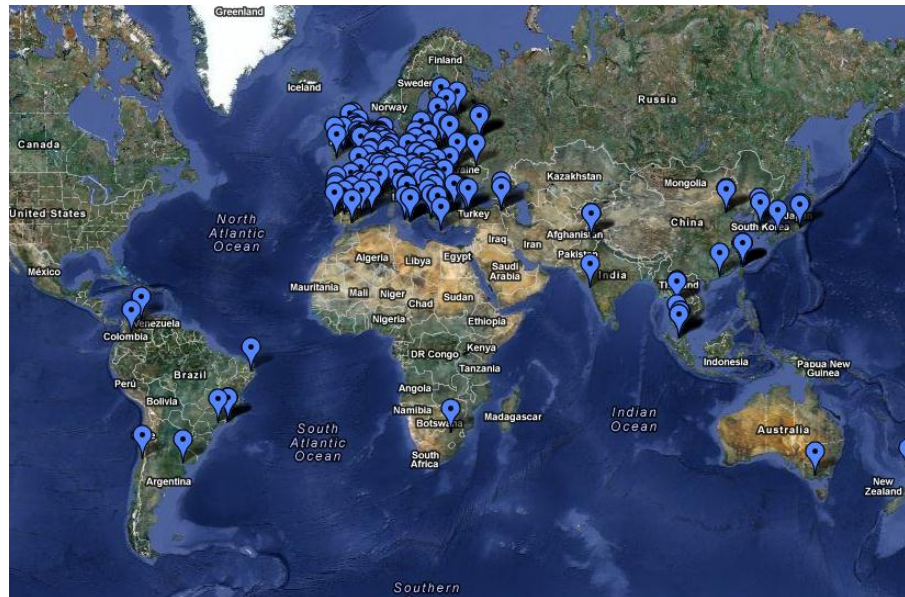 Greenland
Iceland
Finland
Sweden
Norway
Russia
Canada
Kazakhstan
Mongolia
United States
North
Atlantic
Ocean
Turkey
China
South Korea
Afghanistan
Iraq
Iran
Pakistan
India
Algeria
Libya
Egypt
Saudi
Arabia
México
Mauritania
Mali
Niger
Chad
Sudan
Nigeria
Ethiopia
Venezuela
Colombia
DR Congo
Kenya
Tanzania
Indonesia
Papua New
Guinea
Perú
Brazil
Bolivia
Angola
Namibia
Botswana
Madagascar
Indian
Ocean
Australia
South
Atlantic
Ocean
South
Africa
Argentina
New
Zealand
Southern